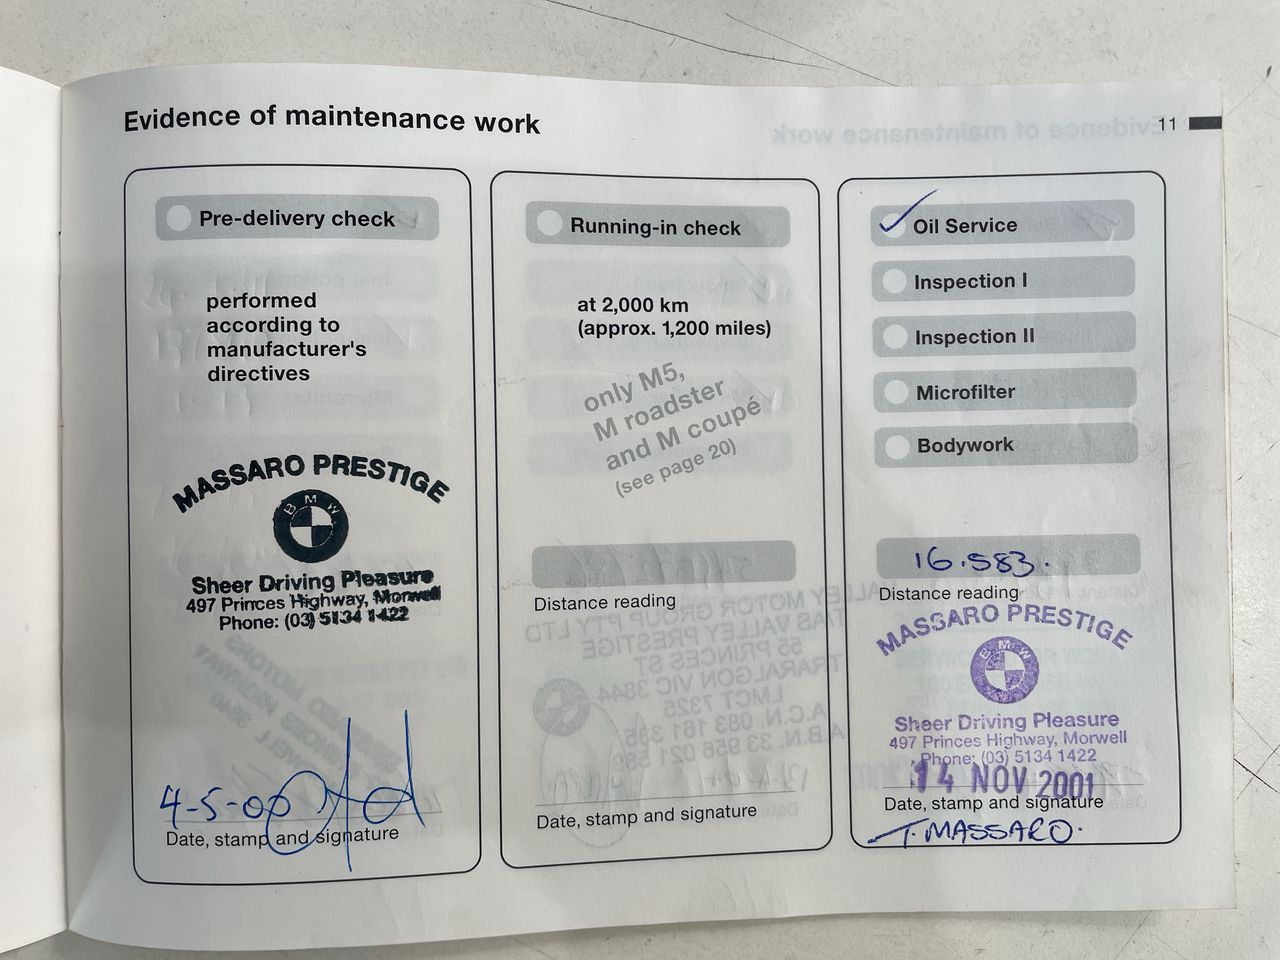 Evidence of maintenance work
11
Pre-delivery check
performed
according to
manufacturer's
directives
MASSARO PRESTIGE
BMW
Sheer Driving Pleasure
497 Princes Highway, Morwell
Phone: (03) 5134 1422
4-5-00
Date, stamp and signature
Running-in check
at 2,000 km
(approx. 1,200 miles)
only M5,
M roadster
and M coupé
(see page 20)
Distance reading
Date, stamp and signature
Oil Service
Inspection I
Inspection II
Microfilter
Bodywork
16.583.
Distance reading
MASSARO PRESTIGE
BMW
Sheer Driving Pleasure
497 Princes Highway, Morwell
Phone: (03) 5134 1422
14 NOV 2001
Date, stamp and signature
T. MASSARO.